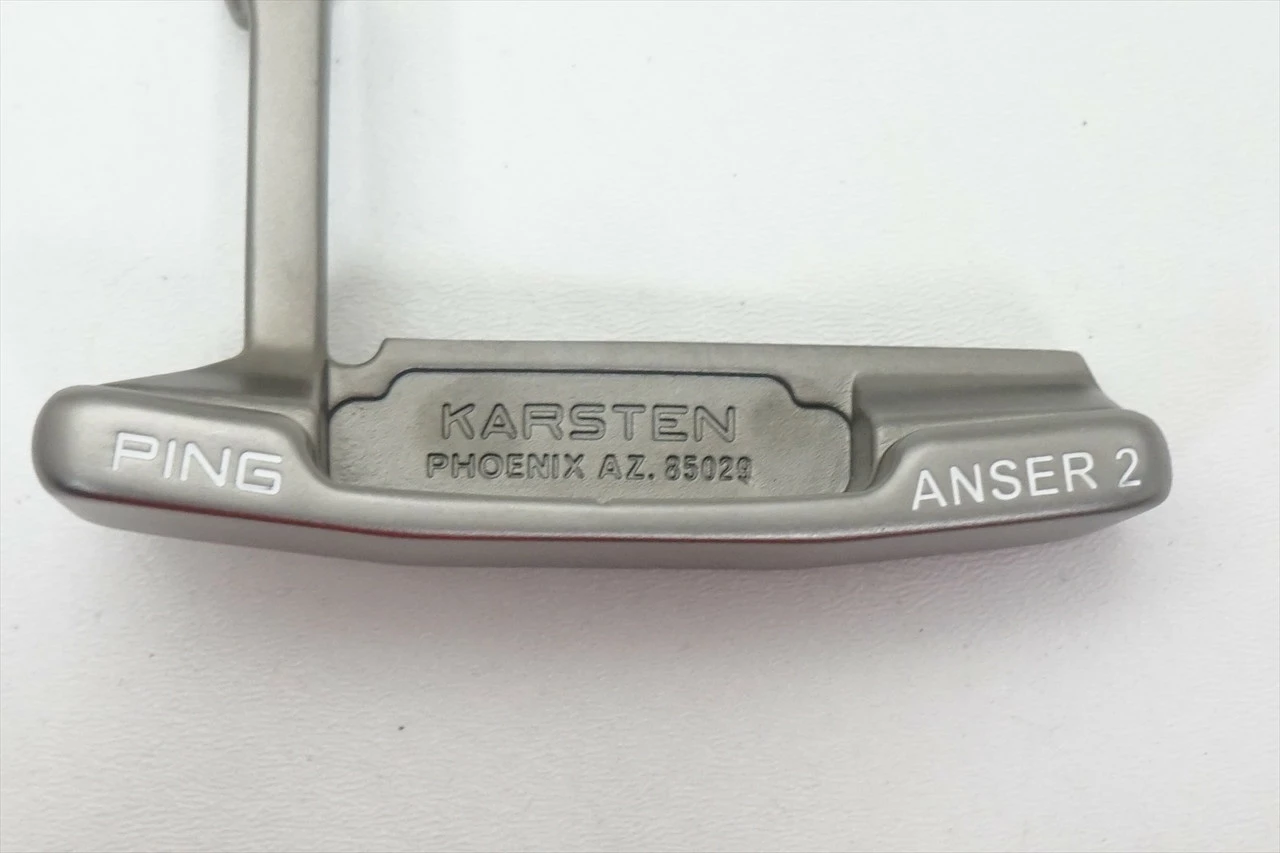 KARSTEN
PHOENIX AZ. 85029
PING
ANSER 2